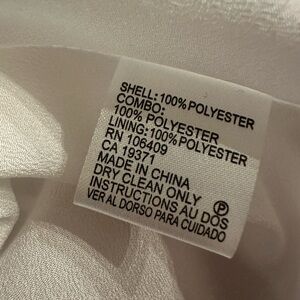 SHELL: 100% POLYESTER
COMBO:
100% POLYESTER
LINING: 100% POLYESTER
RN 106409
CA 19371
MADE IN CHINA
DRY CLEAN ONLY Ⓟ
INSTRUCTIONS AU DOS
VER AL DORSO PARA CUIDADO